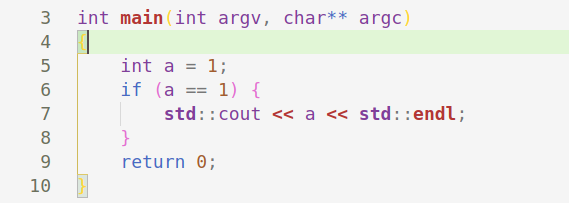 3 int main(int argv, char** argc)
4 {
5     int a = 1;
6     if (a == 1) {
7         std::cout << a << std::endl;
8     }
9     return 0;
10 }